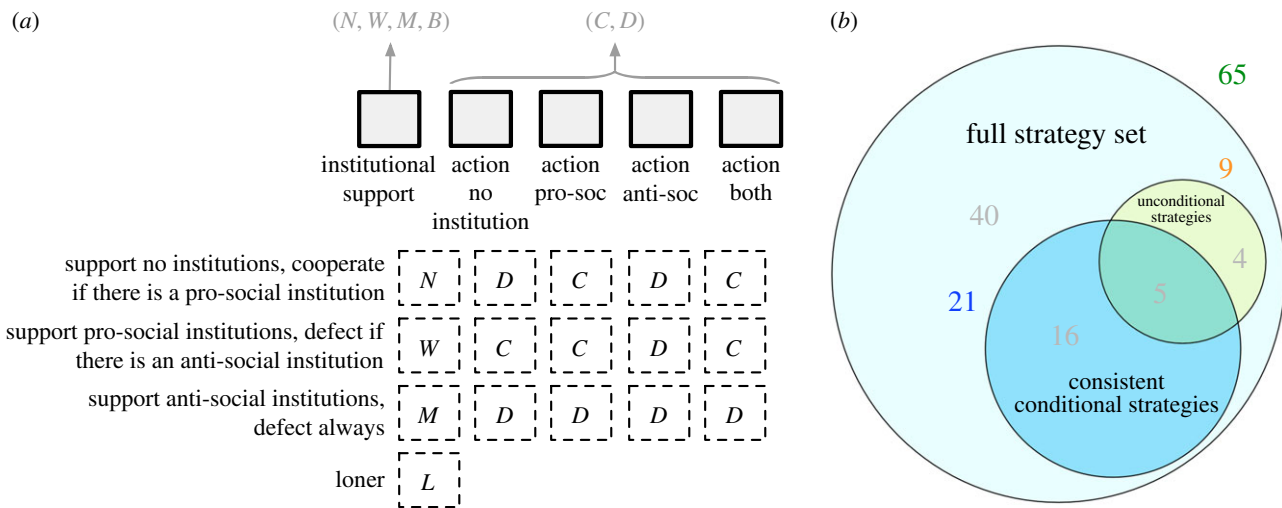 (a)
(N, W, M, B)
(C, D)
institutional
support
action
no
institution
action
pro-soc
action
anti-soc
action
both
support no institutions, cooperate
if there is a pro-social institution
N D C D C
support pro-social institutions, defect if
there is an anti-social institution
W C C D C
support anti-social institutions,
defect always
M D D D D
loner
L
(b)
65
full strategy set
9
unconditional
strategies
40
4
5
21
16
consistent
conditional strategies